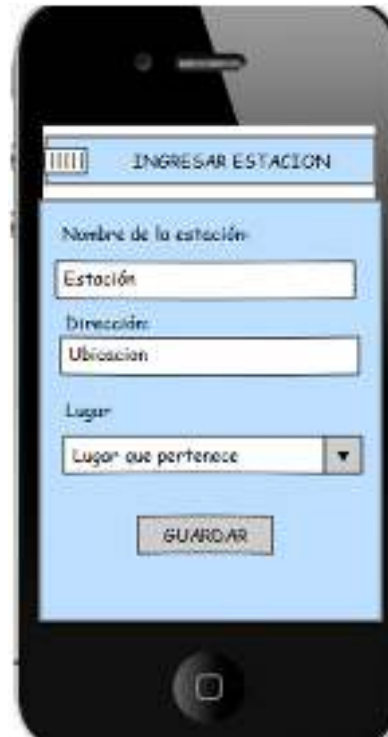 INGRESAR ESTACION
Nombre de la estación
Estación
Dirección:
Ubicacion
Lugar
Lugar que pertenece
GUARDAR